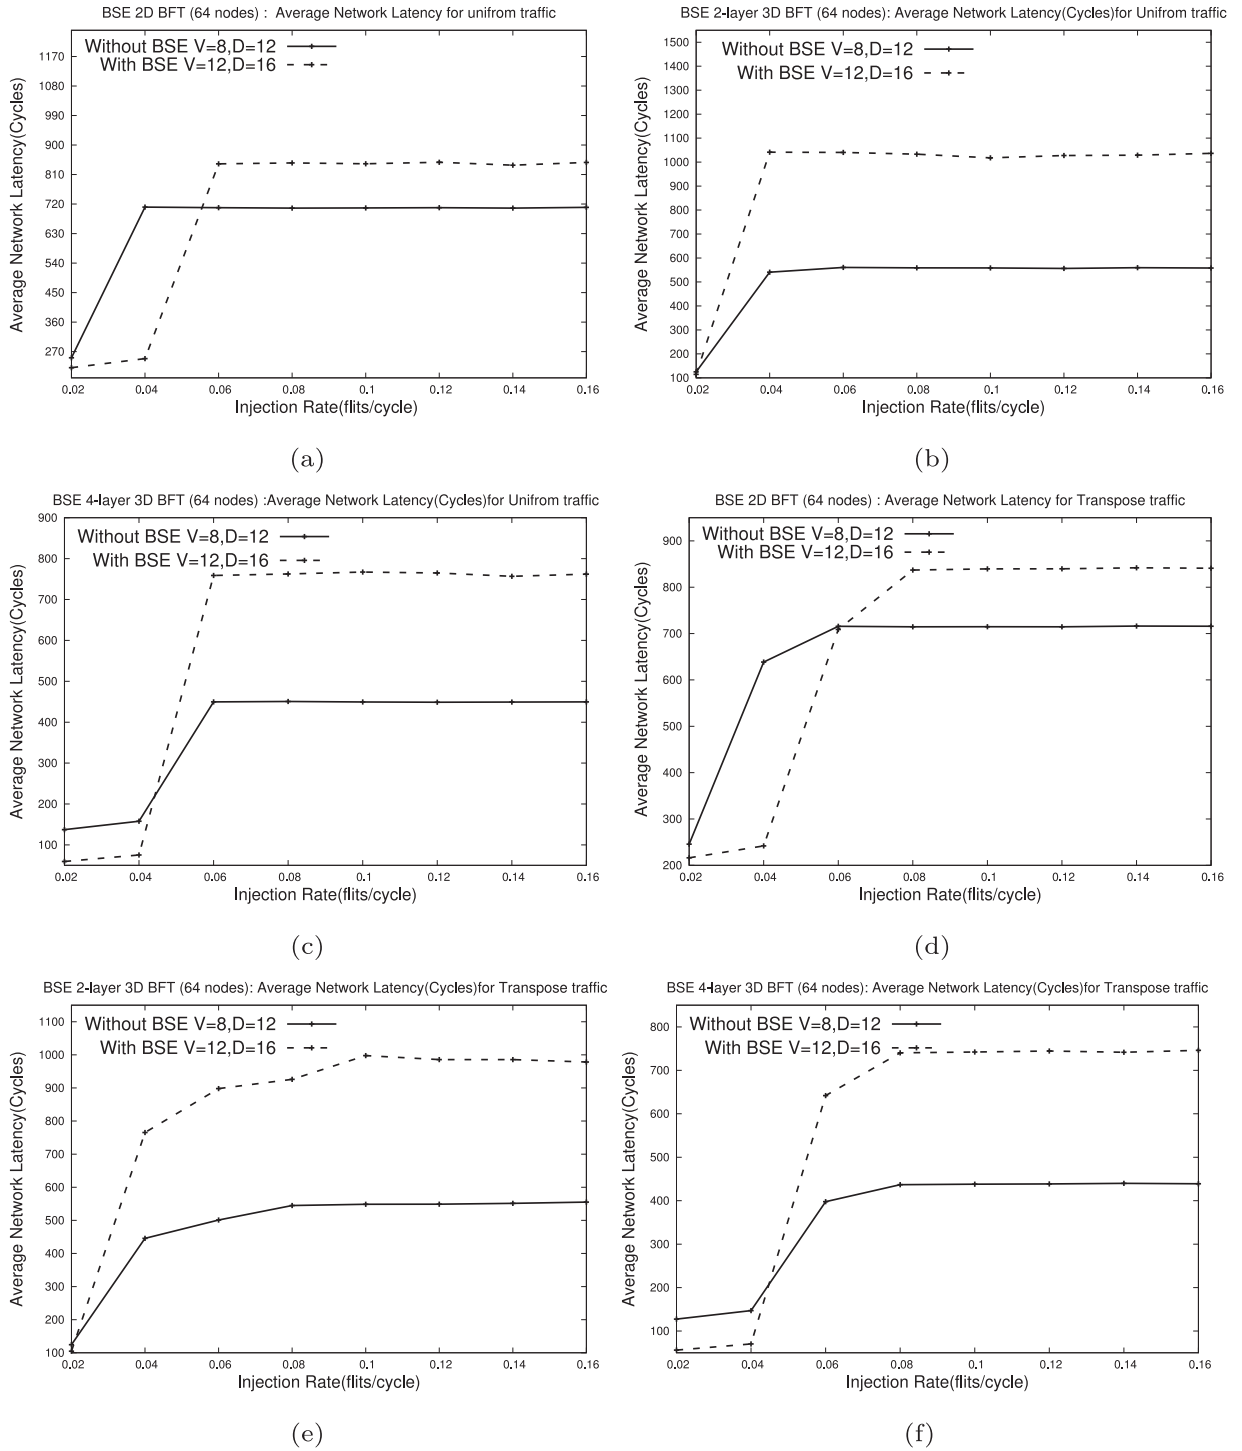 BSE 2D BFT (64 nodes) : Average Network Latency for unifrom traffic
Without BSE V=8,D=12
With BSE V=12,D=16
Average Network Latency(Cycles)
1170
1080
990
900
810
720
630
540
450
360
270
0.02 0.04 0.06 0.08 0.1 0.12 0.14 0.16
Injection Rate(flits/cycle)
(a)
BSE 2-layer 3D BFT (64 nodes): Average Network Latency(Cycles)for Unifrom traffic
Without BSE V=8,D=12
With BSE V=12,D=16
Average Network Latency(Cycles)
1500
1400
1300
1200
1100
1000
900
800
700
600
500
400
300
200
100
0.02 0.04 0.06 0.08 0.1 0.12 0.14 0.16
Injection Rate(flits/cycle)
(b)
BSE 4-layer 3D BFT (64 nodes) :Average Network Latency(Cycles)for Unifrom traffic
Without BSE V=8,D=12
With BSE V=12,D=16
Average Network Latency(Cycles)
900
800
700
600
500
400
300
200
100
0.02 0.04 0.06 0.08 0.1 0.12 0.14 0.16
Injection Rate(flits/cycle)
(c)
BSE 2D BFT (64 nodes) : Average Network Latency for Transpose traffic
Without BSE V=8,D=12
With BSE V=12,D=16
Average Network Latency(Cycles)
900
800
700
600
500
400
300
200
0.02 0.04 0.06 0.08 0.1 0.12 0.14 0.16
Injection Rate(flits/cycle)
(d)
BSE 2-layer 3D BFT (64 nodes): Average Network Latency(Cycles)for Transpose traffic
Without BSE V=8,D=12
With BSE V=12,D=16
Average Network Latency(Cycles)
1100
1000
900
800
700
600
500
400
300
200
100
0.02 0.04 0.06 0.08 0.1 0.12 0.14 0.16
Injection Rate(flits/cycle)
(e)
BSE 4-layer 3D BFT (64 nodes): Average Network Latency(Cycles)for Transpose traffic
Without BSE V=8,D=12
With BSE V=12,D=16
Average Network Latency(Cycles)
800
700
600
500
400
300
200
100
0.02 0.04 0.06 0.08 0.1 0.12 0.14 0.16
Injection Rate(flits/cycle)
(f)